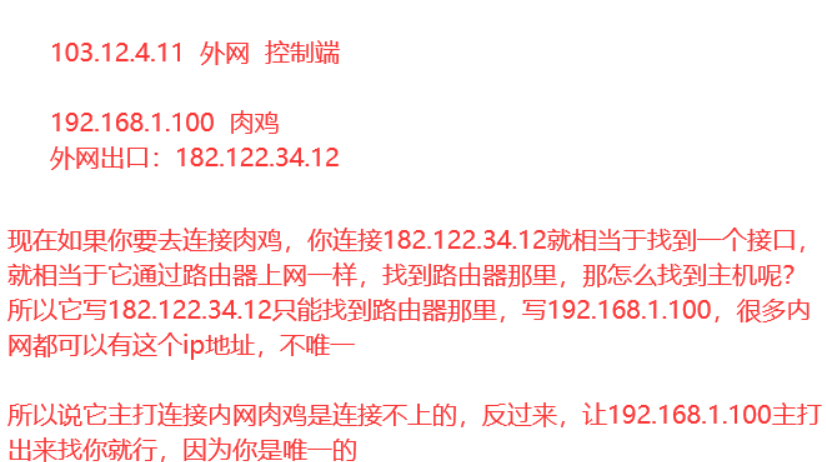 103.12.4.11 外网 控制端
192.168.1.100 肉鸡
外网出口：182.122.34.12
现在如果你要去连接肉鸡，你连接182.122.34.12就相当于找到一个接口，
就相当于它通过路由器上网一样，找到路由器那里，那怎么找到主机呢？
所以它写182.122.34.12只能找到路由器那里，写192.168.1.100，很多内
网都可以有这个ip地址，不唯一
所以说它主打连接内网肉鸡是连接不上的，反过来，让192.168.1.100主打
出来找你就行，因为你是唯一的